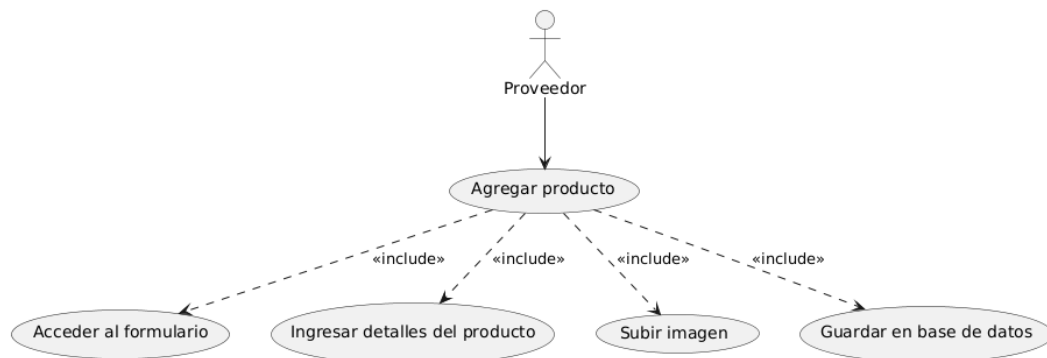 Proveedor
Agregar producto
«include»
«include»
«include»
«include»
Acceder al formulario
Ingresar detalles del producto
Subir imagen
Guardar en base de datos